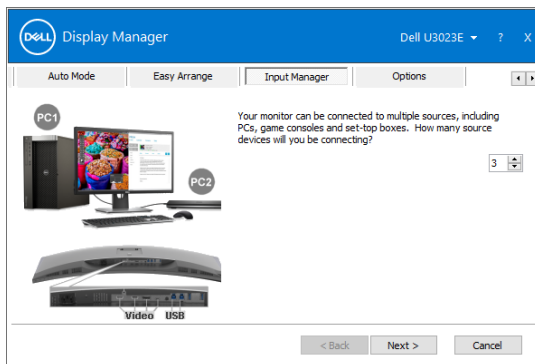 DELL Display Manager Dell U3023E ? X
Auto Mode Easy Arrange Input Manager Options
PC1
Your monitor can be connected to multiple sources, including
PCs, game consoles and set-top boxes. How many source
devices will you be connecting?
3
PC2
Video USB
< Back Next > Cancel